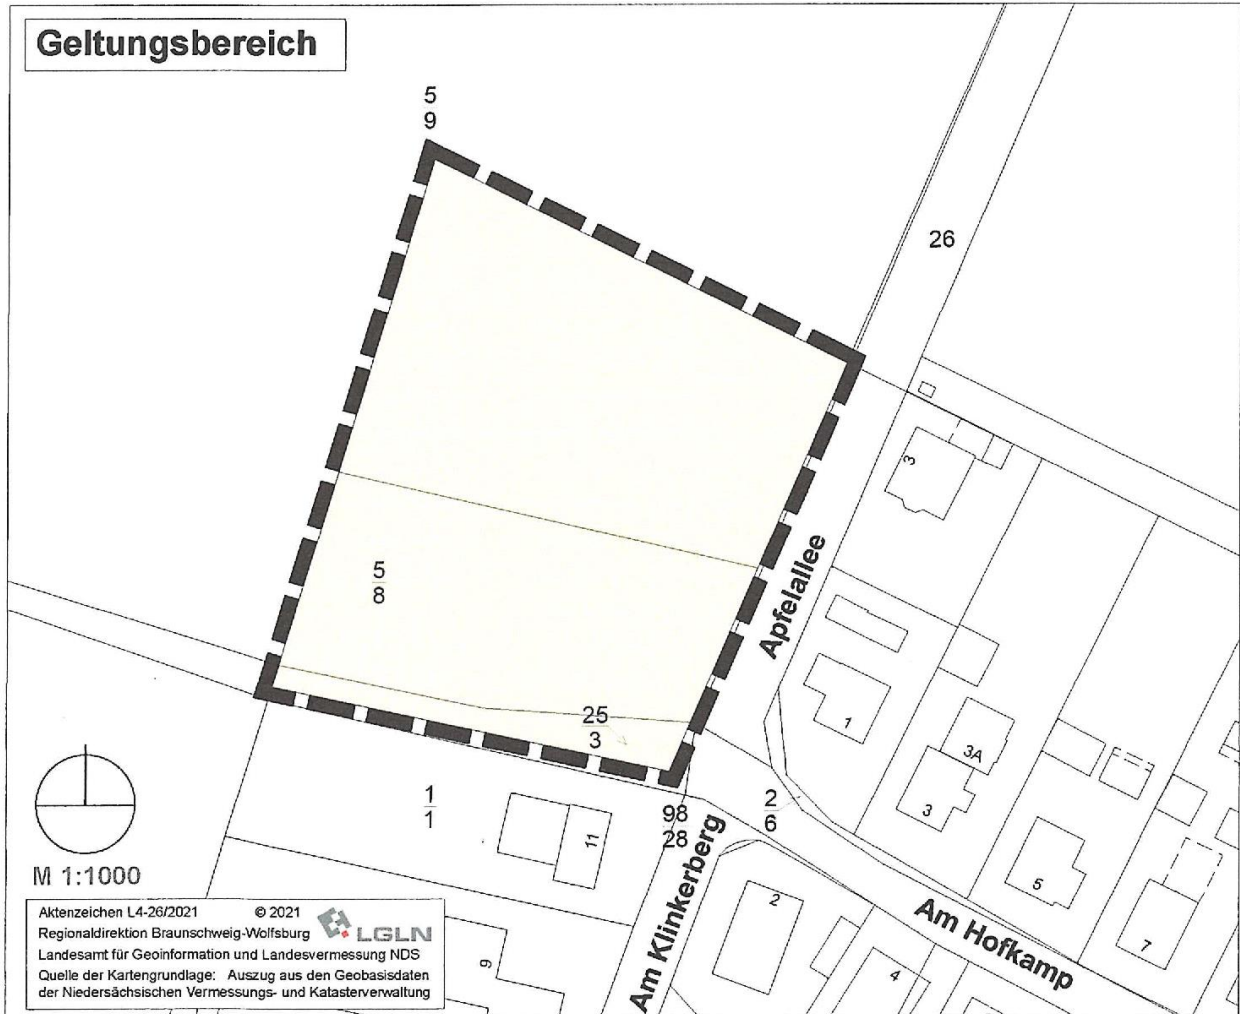 Geltungsbereich
5
9
26
3
Apfelallee
5
8
25
3
1
3A
3
1
1
11
98
28
2
6
M 1:1000
Am Klinkerberg
2
5
Am Hofkamp
7
4
9
Aktenzeichen L4-26/2021 © 2021
Regionaldirektion Braunschweig-Wolfsburg LGLN
Landesamt für Geoinformation und Landesvermessung NDS
Quelle der Kartengrundlage: Auszug aus den Geobasisdaten
der Niedersächsischen Vermessungs- und Katasterverwaltung